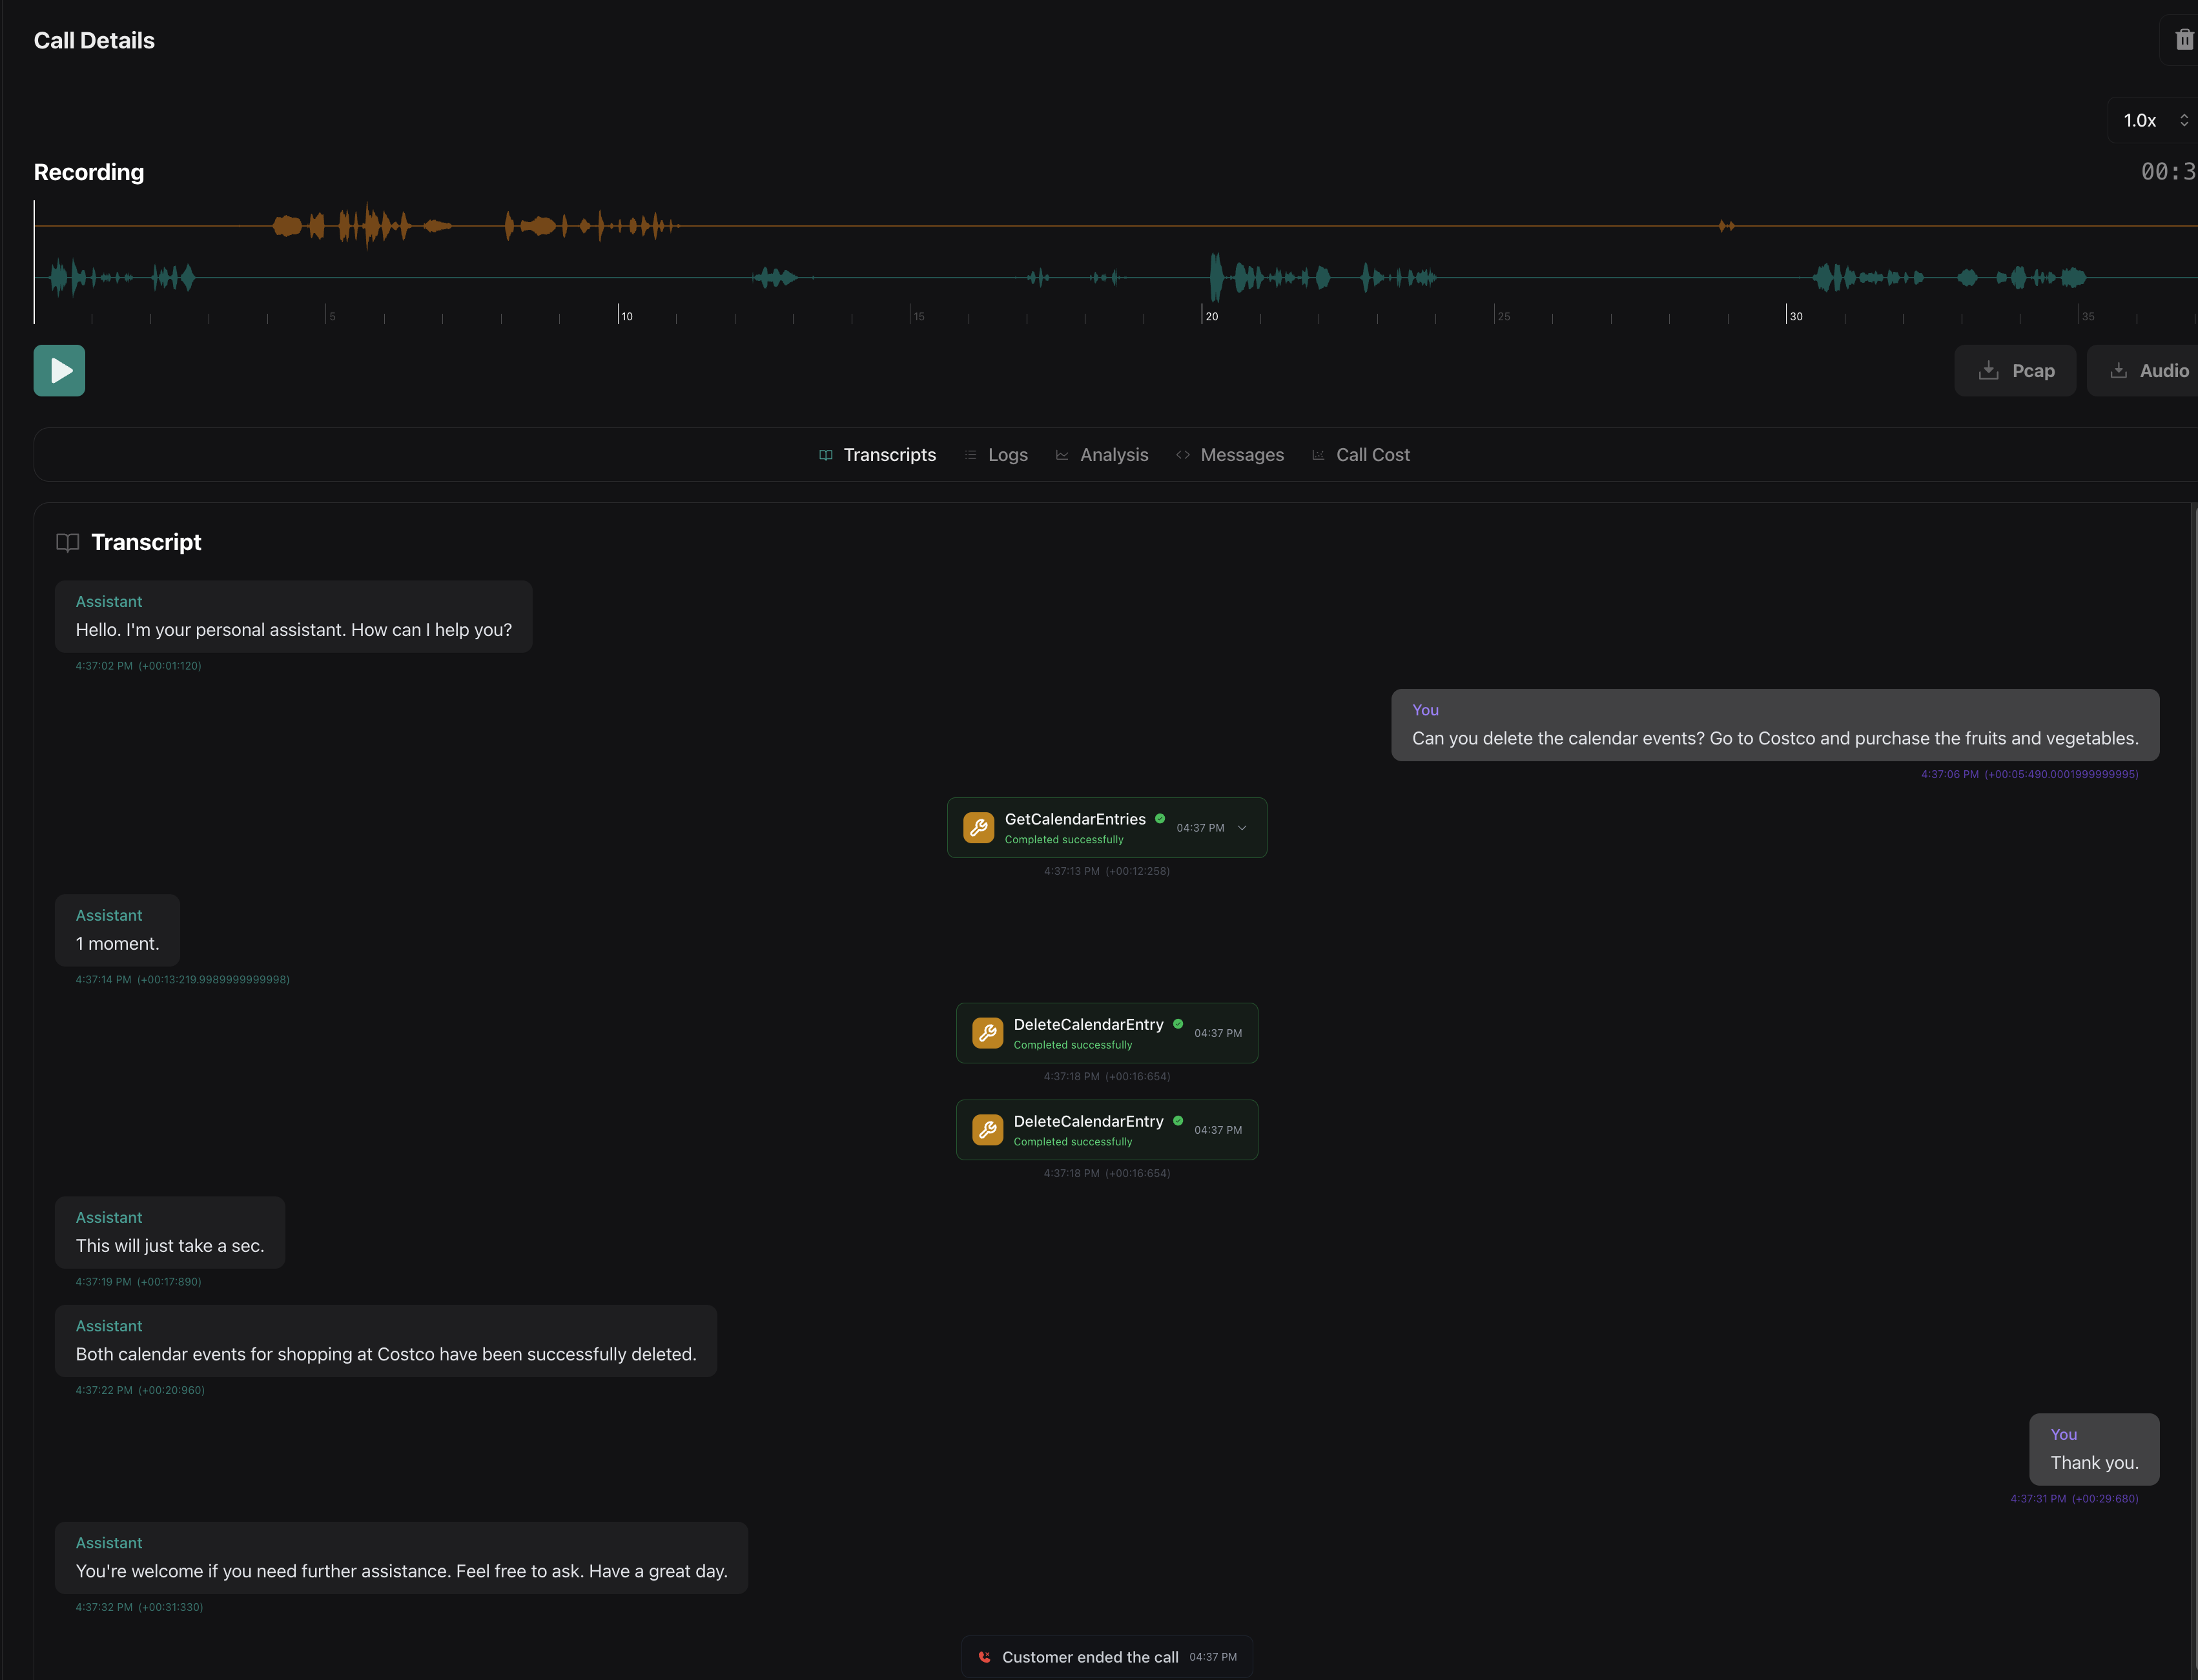 Call Details
1.0x
Recording
00:3
5
10
15
20
25
30
35
Pcap
Audio
Transcripts
Logs
Analysis
Messages
Call Cost
Transcript
Assistant
Hello. I'm your personal assistant. How can I help you?
4:37:02 PM (+00:01:120)
You
Can you delete the calendar events? Go to Costco and purchase the fruits and vegetables.
4:37:06 PM (+00:05:490.0001999999995)
GetCalendarEntries
04:37 PM
Completed successfully
4:37:13 PM (+00:12:258)
Assistant
1 moment.
4:37:14 PM (+00:13:219.9989999999998)
DeleteCalendarEntry
04:37 PM
Completed successfully
4:37:18 PM (+00:16:654)
DeleteCalendarEntry
04:37 PM
Completed successfully
4:37:18 PM (+00:16:654)
Assistant
This will just take a sec.
4:37:19 PM (+00:17:890)
Assistant
Both calendar events for shopping at Costco have been successfully deleted.
4:37:22 PM (+00:20:960)
You
Thank you.
4:37:31 PM (+00:29:680)
Assistant
You're welcome if you need further assistance. Feel free to ask. Have a great day.
4:37:32 PM (+00:31:330)
Customer ended the call 04:37 PM